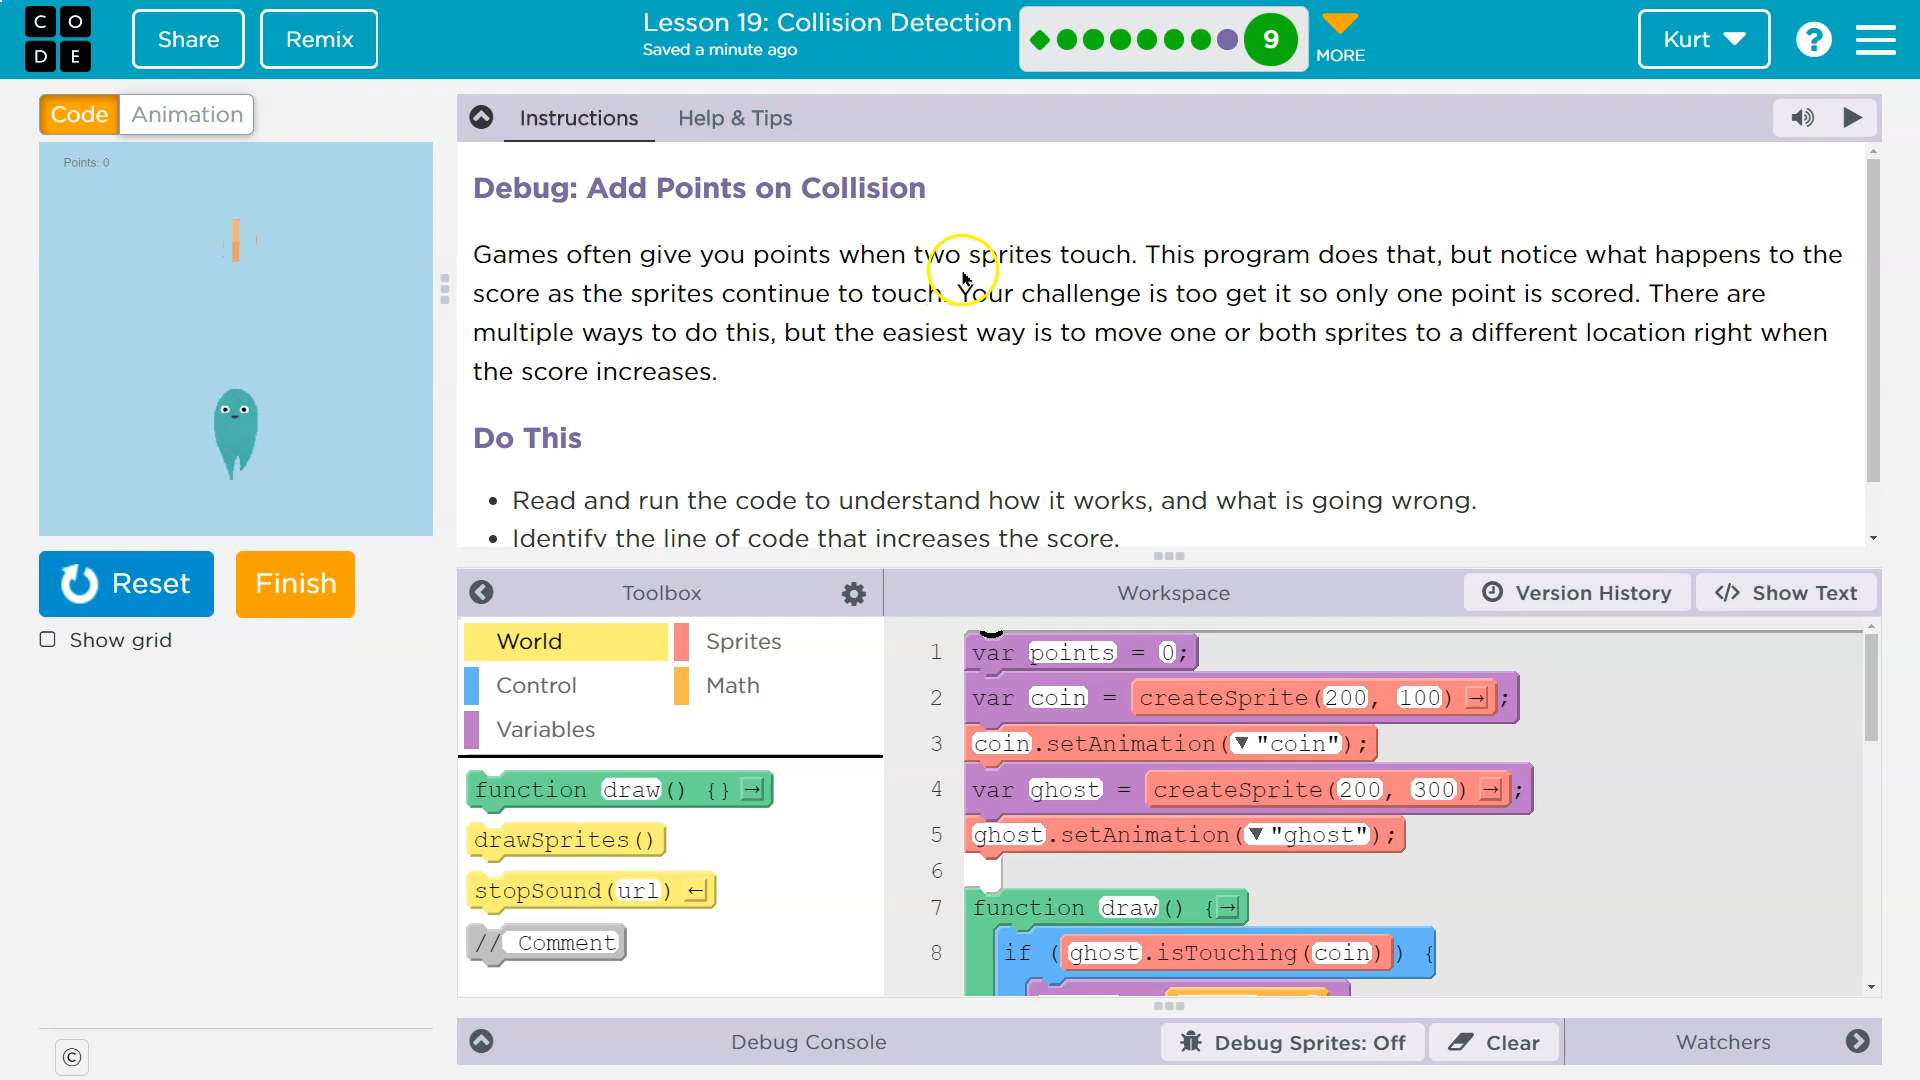 CO
DE
Share
Remix
Lesson 19: Collision Detection
Saved a minute ago
9
MORE
Kurt
?
Code
Animation
Points: 0
Reset
Finish
Show grid
©
Instructions
Help & Tips
Debug: Add Points on Collision
Games often give you points when two sprites touch. This program does that, but notice what happens to the
score as the sprites continue to touch. Your challenge is too get it so only one point is scored. There are
multiple ways to do this, but the easiest way is to move one or both sprites to a different location right when
the score increases.
Do This
• Read and run the code to understand how it works, and what is going wrong.
• Identify the line of code that increases the score.
Toolbox
World
Sprites
Control
Math
Variables
function draw() {} →
drawSprites()
stopSound(url) ←
// Comment
Workspace
Version History
</> Show Text
1 var points = 0;
2 var coin = createSprite(200, 100) → ;
3 coin.setAnimation(▼ "coin");
4 var ghost = createSprite(200, 300) → ;
5 ghost.setAnimation(▼ "ghost");
6
7 function draw() { →
8 if (ghost.isTouching(coin)) {
Debug Console
Debug Sprites: Off
Clear
Watchers